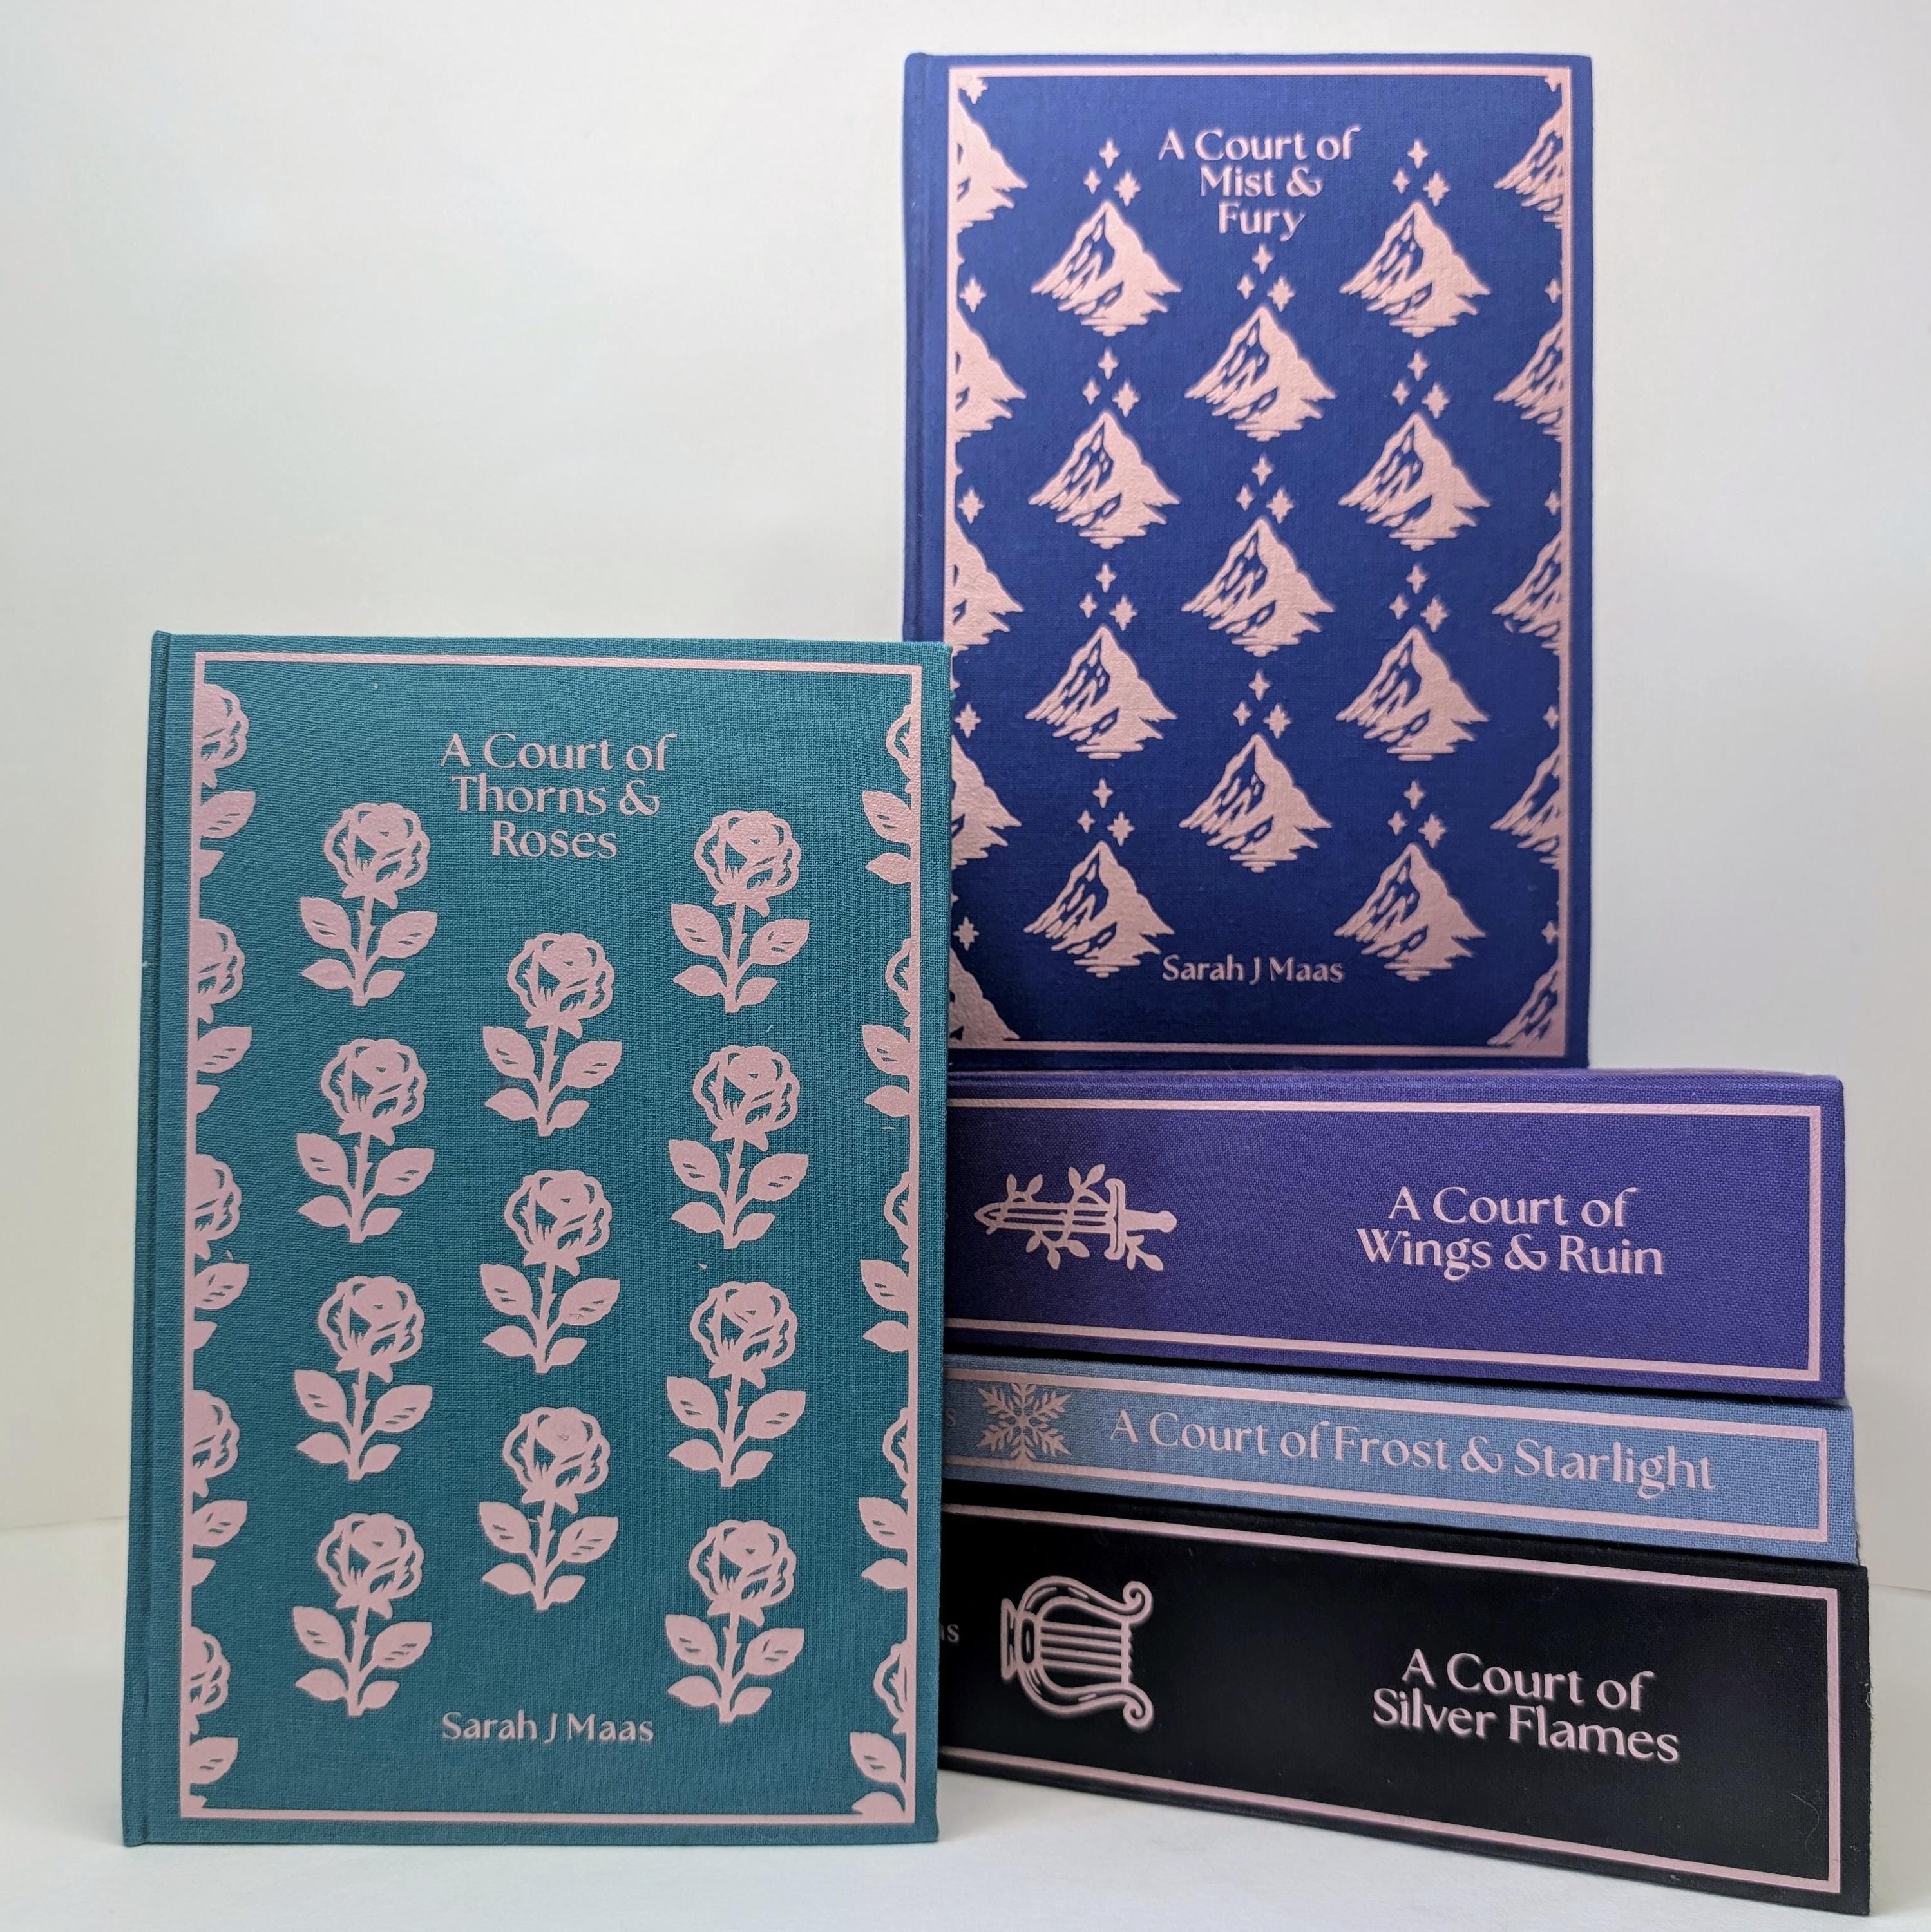 A Court of
Thorns &
Roses
Sarah J Maas
A Court of
Mist &
Fury
Sarah J Maas
A Court of
Wings & Ruin
A Court of Frost & Starlight
A Court of
Silver Flames